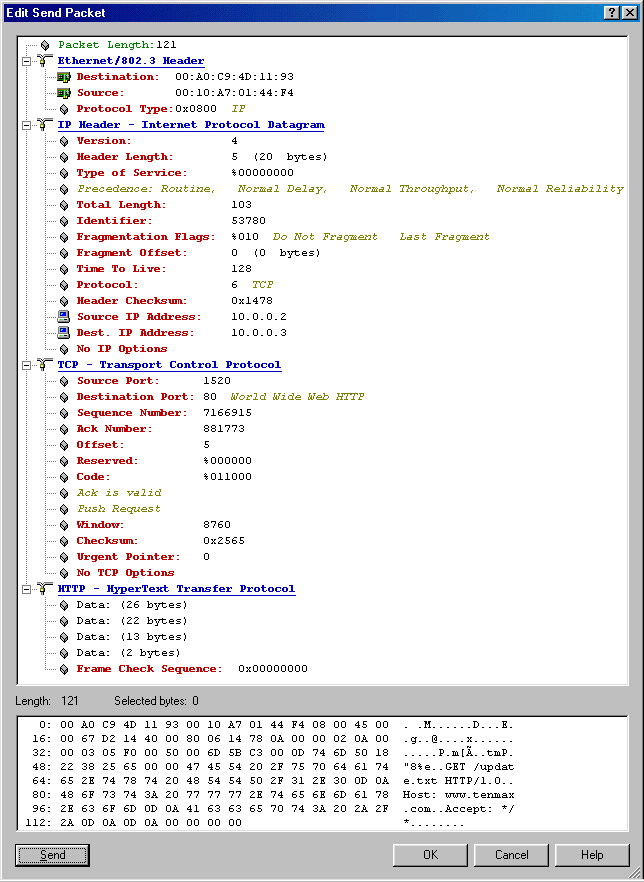 Edit Send Packet
Packet Length:121
Ethernet/802.3 Header
Destination: 00:A0:C9:4D:11:93
Source: 00:10:A7:01:44:F4
Protocol Type:0x0800 IP
IP Header - Internet Protocol Datagram
Version: 4
Header Length: 5 (20 bytes)
Type of Service: %00000000
Precedence: Routine, Normal Delay, Normal Throughput, Normal Reliability
Total Length: 103
Identifier: 53780
Fragmentation Flags: %010 Do Not Fragment Last Fragment
Fragment Offset: 0 (0 bytes)
Time To Live: 128
Protocol: 6 TCP
Header Checksum: 0x1478
Source IP Address: 10.0.0.2
Dest. IP Address: 10.0.0.3
No IP Options
TCP - Transport Control Protocol
Source Port: 1520
Destination Port: 80 World Wide Web HTTP
Sequence Number: 7166915
Ack Number: 881773
Offset: 5
Reserved: %000000
Code: %011000
Ack is valid
Push Request
Window: 8760
Checksum: 0x2565
Urgent Pointer: 0
No TCP Options
HTTP - HyperText Transfer Protocol
Data: (26 bytes)
Data: (22 bytes)
Data: (13 bytes)
Data: (2 bytes)
Frame Check Sequence: 0x00000000
Length: 121 Selected bytes: 0
0: 00 A0 C9 4D 11 93 00 10 A7 01 44 F4 08 00 45 00 . .M......D...E.
16: 00 67 D2 14 40 00 80 06 14 78 0A 00 00 02 0A 00 .g..@....x......
32: 00 03 05 F0 00 50 00 6D 5B C3 00 0D 74 6D 50 18 .....P.m[Ã..tmP.
48: 22 38 25 65 00 00 47 45 54 20 2F 75 70 64 61 74 "8%e..GET /updat
64: 65 2E 74 78 74 20 48 54 54 50 2F 31 2E 30 0D 0A e.txt HTTP/1.0..
80: 48 6F 73 74 3A 20 77 77 77 2E 74 65 6E 6D 61 78 Host: www.tenmax
96: 2E 63 6F 6D 0D 0A 41 63 63 65 70 74 3A 20 2A 2F .com..Accept: */
112: 2A 0D 0A 0D 0A 00 00 00 00 *........
Send OK Cancel Help